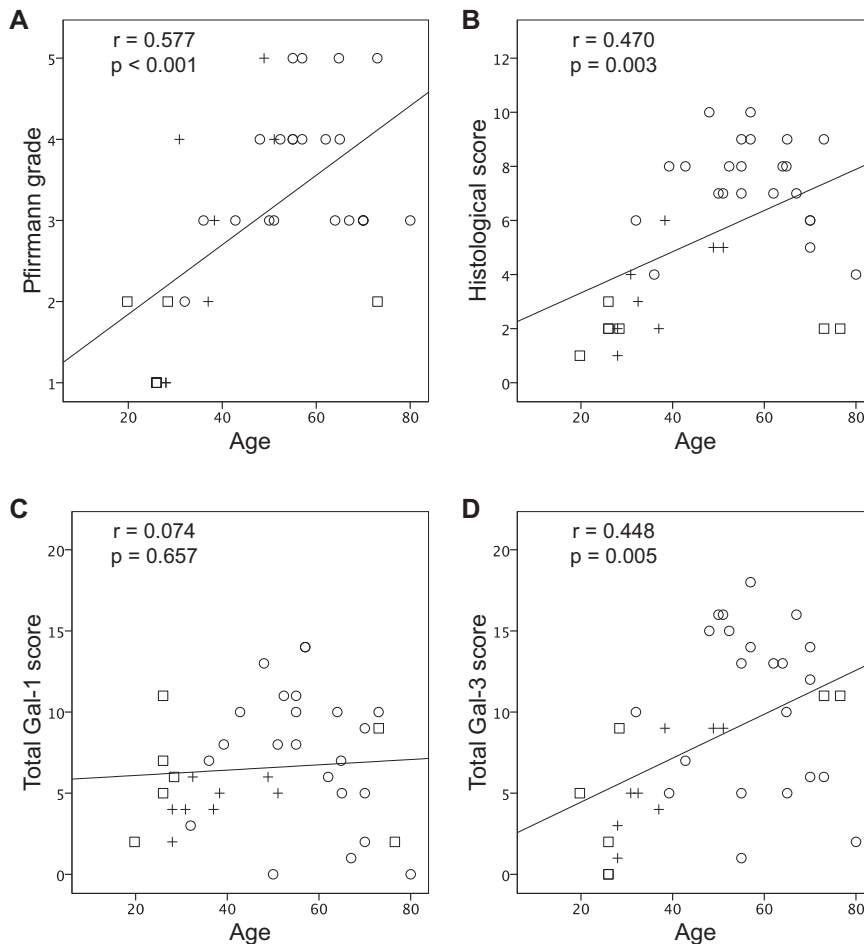 A
r = 0.577
p < 0.001
Pfirrmann grade
5
4
3
2
1
20 40 60 80
Age
B
r = 0.470
p = 0.003
Histological score
12
10
8
6
4
2
0
20 40 60 80
Age
C
r = 0.074
p = 0.657
Total Gal-1 score
20
15
10
5
0
20 40 60 80
Age
D
r = 0.448
p = 0.005
Total Gal-3 score
20
15
10
5
0
20 40 60 80
Age